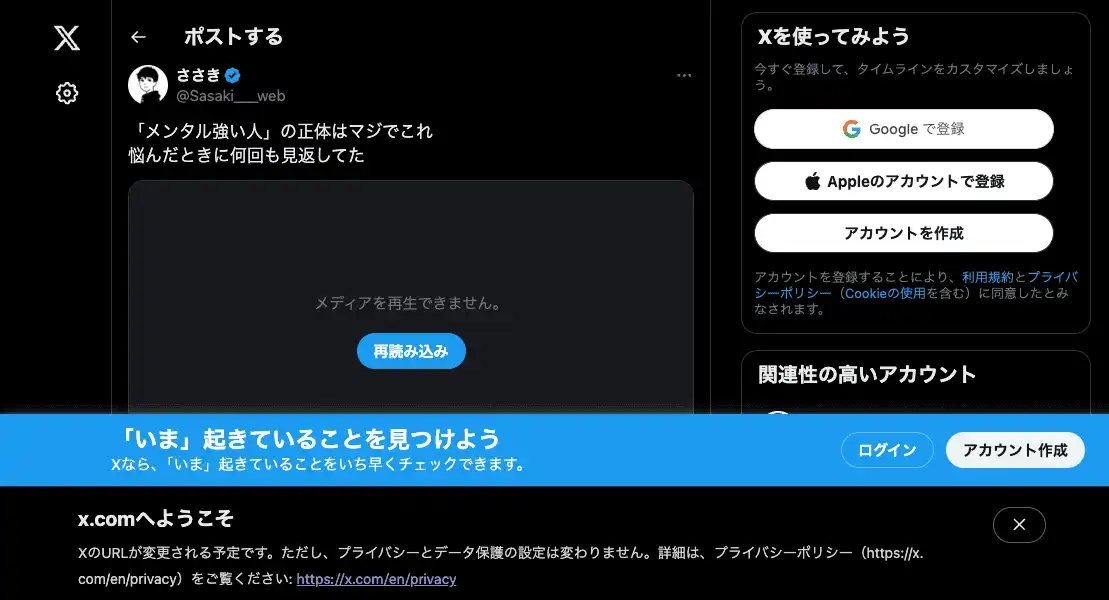 ポストする
ささき
@Sasaki___web
「メンタル強い人」の正体はマジでこれ
悩んだときに何回も見返してた
メディアを再生できません。
再読み込み
Xを使ってみよう
今すぐ登録して、タイムラインをカスタマイズしましょ
う。
Google で登録
Appleのアカウントで登録
アカウントを作成
アカウントを登録することにより、利用規約とプライバ
シーポリシー（Cookieの使用を含む）に同意したとみ
なされます。
関連性の高いアカウント
「いま」起きていることを見つけよう
Xなら、「いま」起きていることをいち早くチェックできます。
ログイン
アカウント作成
x.comへようこそ
XのURLが変更される予定です。ただし、プライバシーとデータ保護の設定は変わりません。詳細は、プライバシーポリシー（https://x.
com/en/privacy）をご覧ください: https://x.com/en/privacy